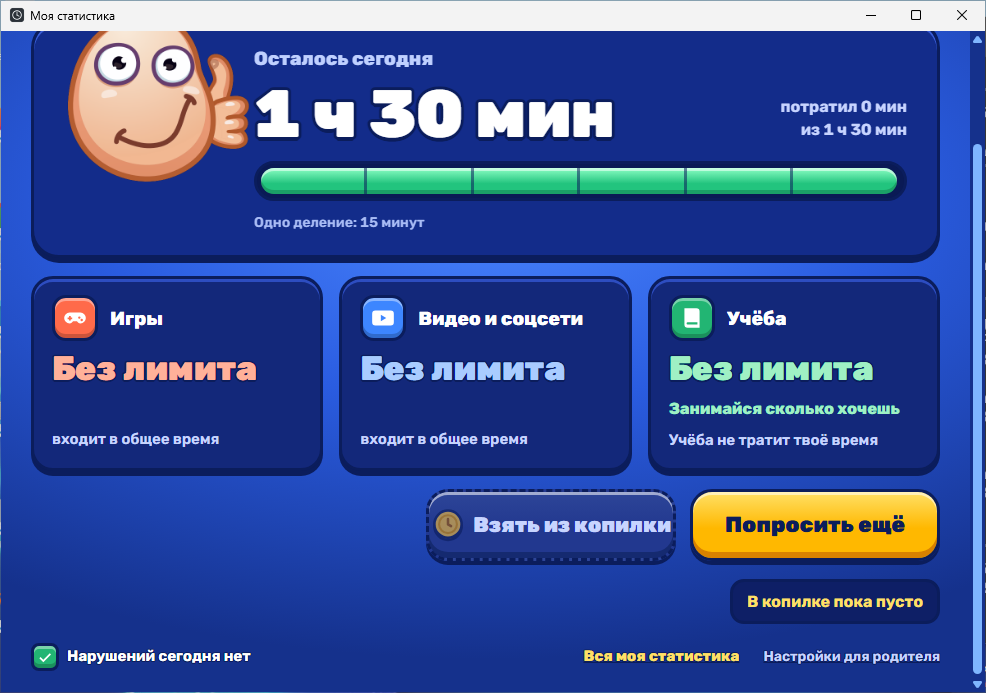 Моя статистика
Осталось сегодня
1 ч 30 мин
потратил 0 мин
из 1 ч 30 мин
Одно деление: 15 минут
Игры
Без лимита
входит в общее время
Видео и соцсети
Без лимита
входит в общее время
Учёба
Без лимита
Занимайся сколько хочешь
Учёба не тратит твоё время
Взять из копилки
Попросить ещё
В копилке пока пусто
Нарушений сегодня нет
Вся моя статистика
Настройки для родителя